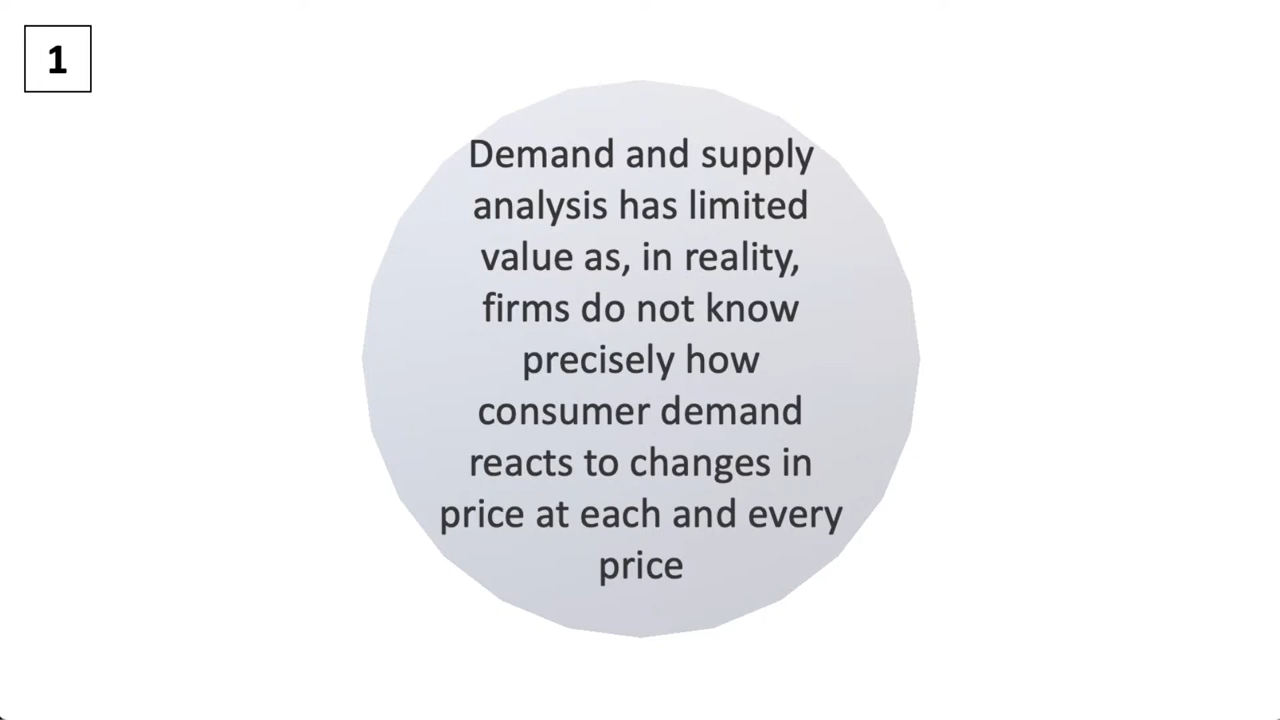 1
Demand and supply
analysis has limited
value as, in reality,
firms do not know
precisely how
consumer demand
reacts to changes in
price at each and every
price